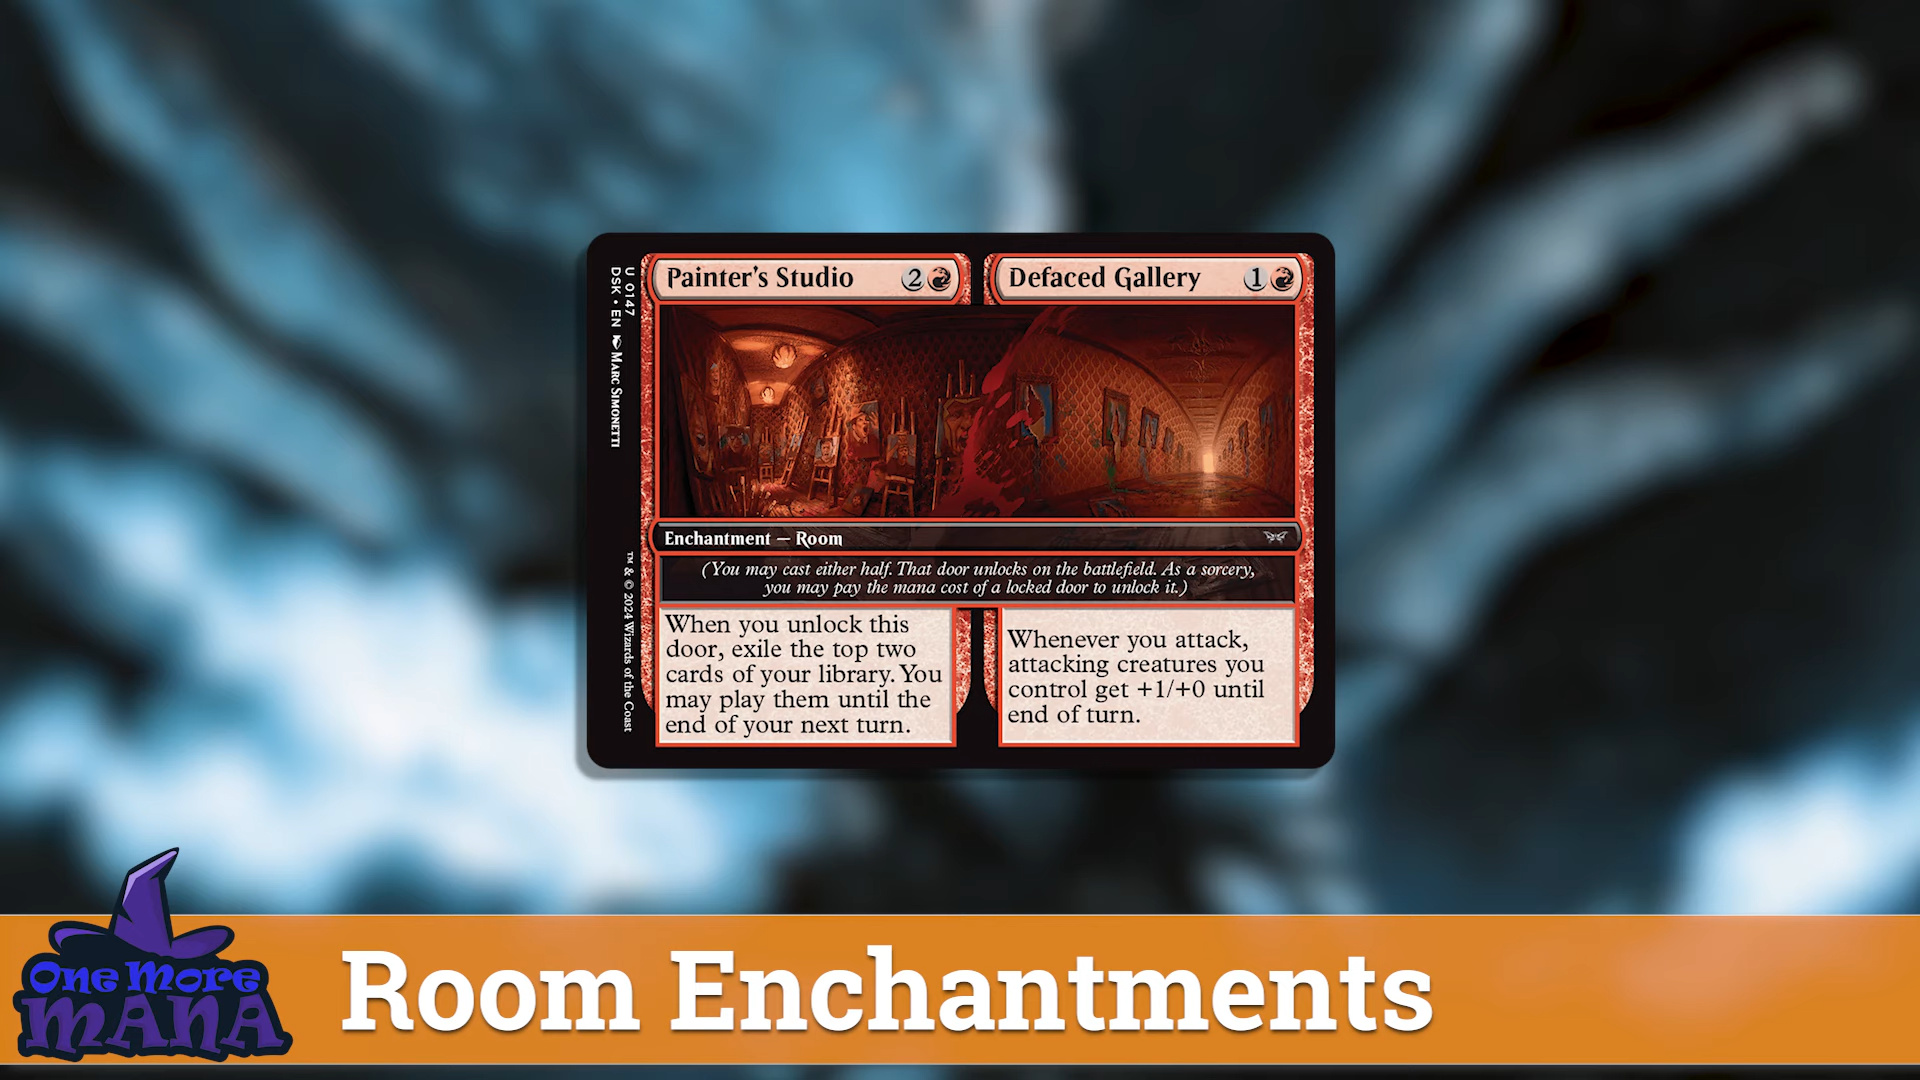 Painter's Studio 2
Defaced Gallery 1
U 0147
DSK • EN MARC SIMONETTI
™ & © 2024 Wizards of the Coast
Enchantment — Room
(You may cast either half. That door unlocks on the battlefield. As a sorcery,
you may pay the mana cost of a locked door to unlock it.)
When you unlock this
door, exile the top two
cards of your library. You
may play them until the
end of your next turn.
Whenever you attack,
attacking creatures you
control get +1/+0 until
end of turn.
One More
MANA
Room Enchantments